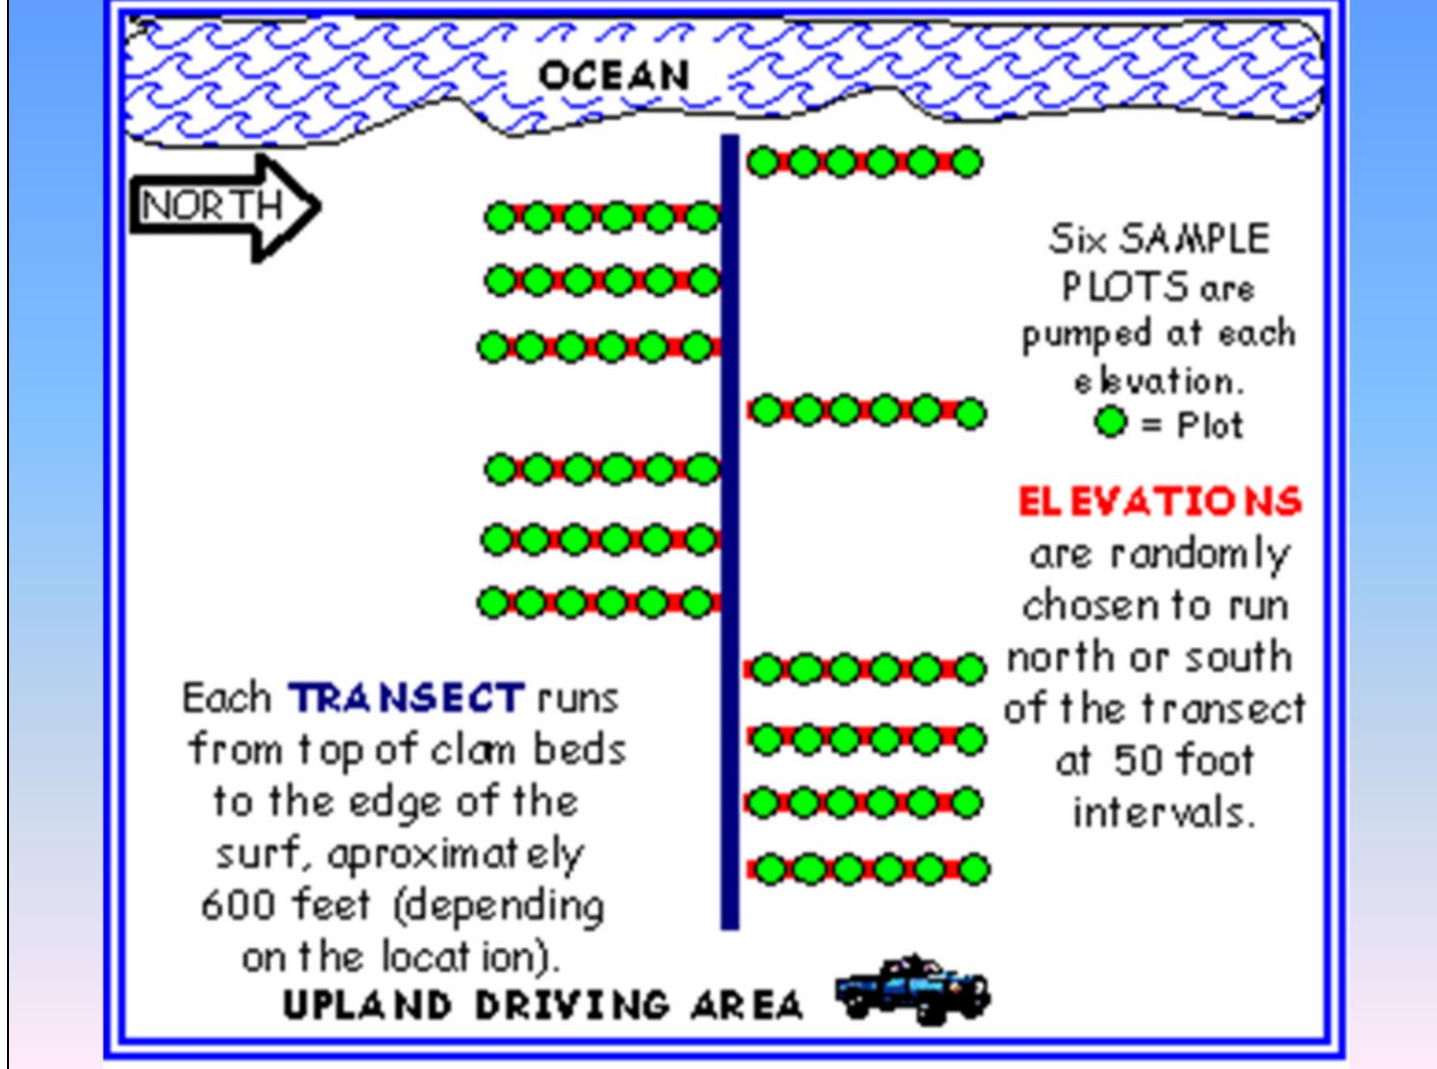 OCEAN
NORTH
Six SAMPLE
PLOTS are
pumped at each
elevation.
= Plot
ELEVATIONS
are randomly
chosen to run
north or south
of the transect
at 50 foot
intervals.
Each TRANSECT runs
from top of clam beds
to the edge of the
surf, aproximately
600 feet (depending
on the location).
UPLAND DRIVING AREA